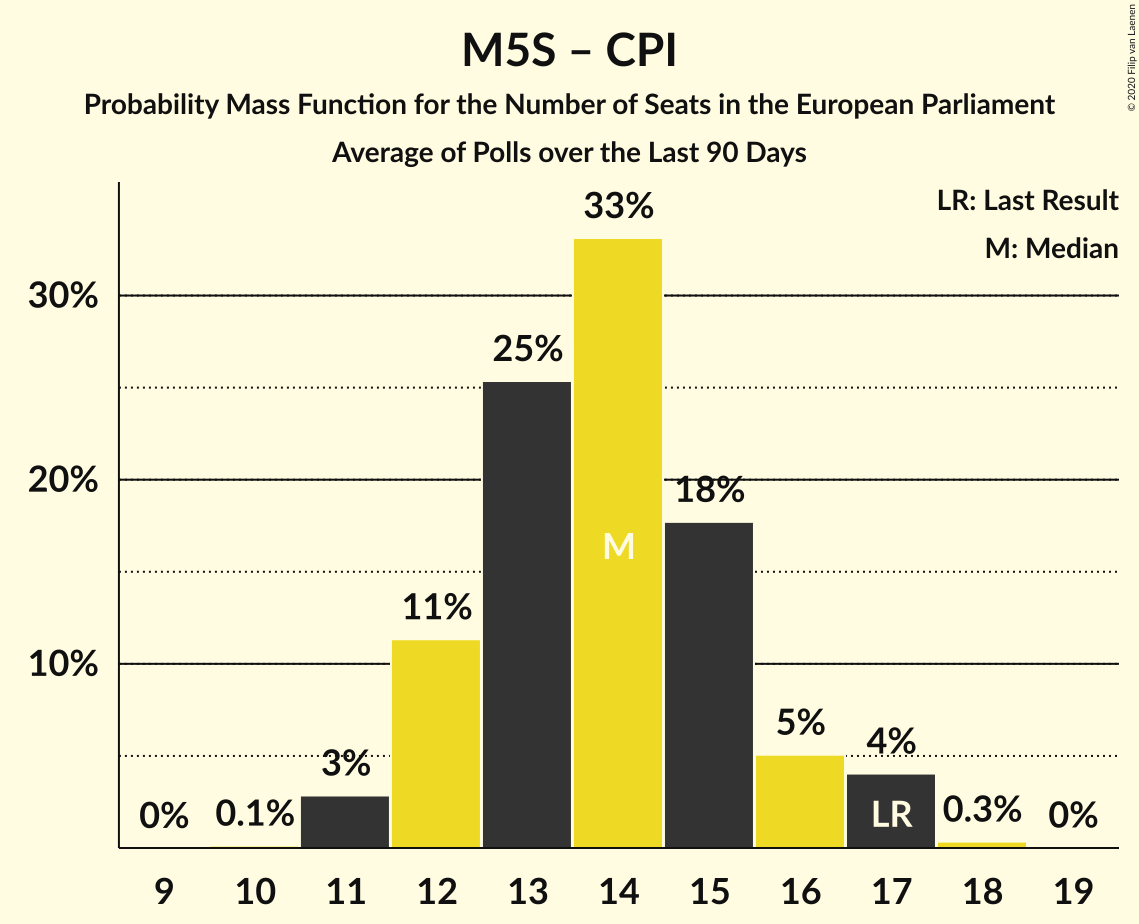 M5S – CPI
Probability Mass Function for the Number of Seats in the European Parliament
Average of Polls over the Last 90 Days
© 2020 Filip van Laenen
LR: Last Result
M: Median
30%
20%
10%
0%
0.1%
3%
11%
25%
33%
18%
5%
4%
0.3%
0%
M
LR
9 10 11 12 13 14 15 16 17 18 19